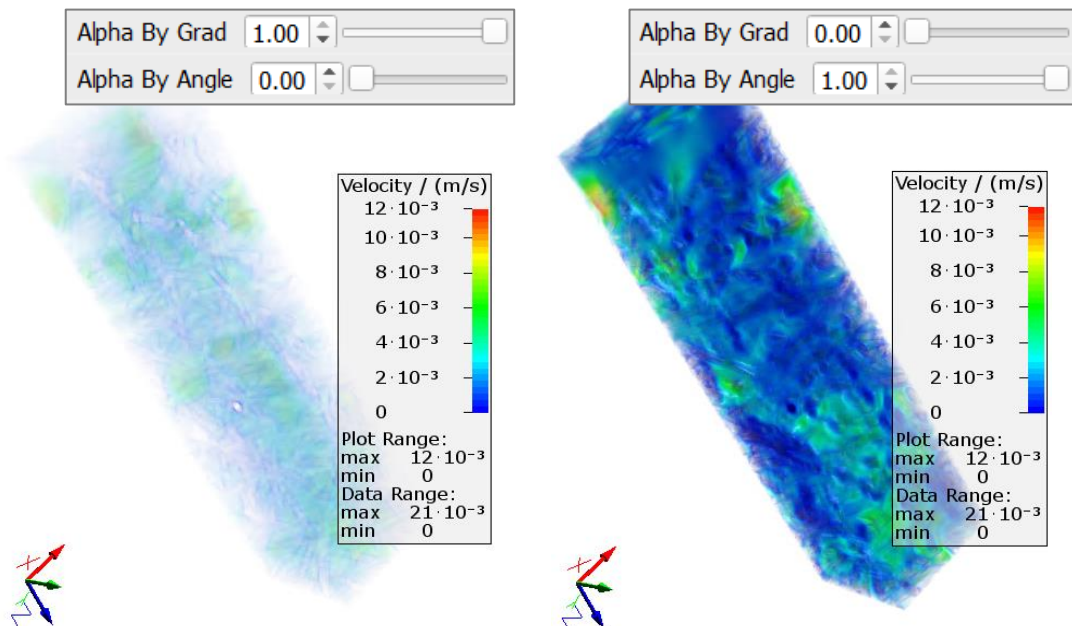 Alpha By Grad 1.00
Alpha By Angle 0.00
Velocity / (m/s)
12·10⁻³
10·10⁻³
8·10⁻³
6·10⁻³
4·10⁻³
2·10⁻³
0
Plot Range:
max 12·10⁻³
min 0
Data Range:
max 21·10⁻³
min 0
X
Y
Z
Alpha By Grad 0.00
Alpha By Angle 1.00
Velocity / (m/s)
12·10⁻³
10·10⁻³
8·10⁻³
6·10⁻³
4·10⁻³
2·10⁻³
0
Plot Range:
max 12·10⁻³
min 0
Data Range:
max 21·10⁻³
min 0
X
Y
Z